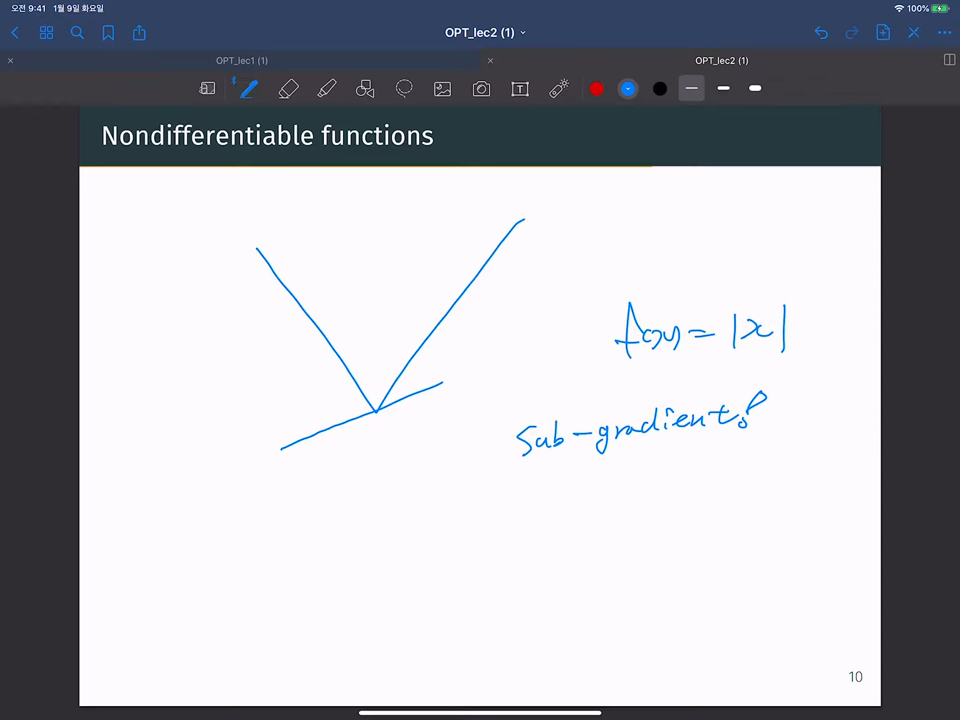 오전 9:41 1월 9일 화요일
100%
OPT_lec2 (1)
OPT_lec1 (1)
OPT_lec2 (1)
T
Nondifferentiable functions
f(x) = |x|
sub-gradient!
10